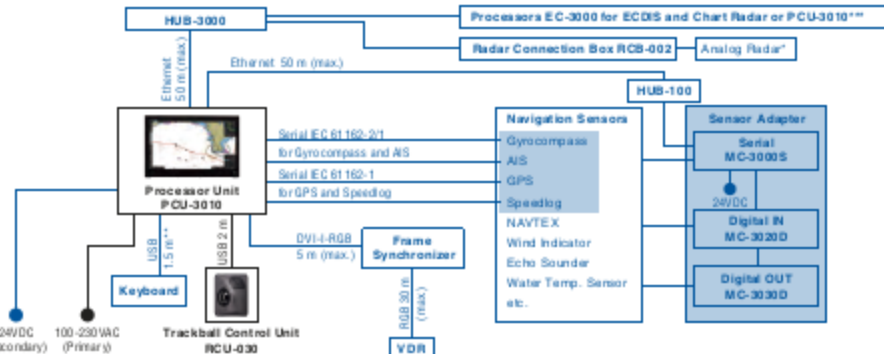 HUB-3000
Processors EC-3000 for ECDIS and Chart Radar or PCU-3010***
Radar Connection Box RCB-002
Analog Radar*
Ethernet
50 m (max.)
Ethernet 50 m (max.)
HUB-100
Processor Unit
PCU-3010
Serial IEC 61162-2/1
for Gyrocompass and AIS
Serial IEC 61162-1
for GPS and Speedlog
Navigation Sensors
Gyrocompass
AIS
GPS
Speedlog
NAVTEX
Wind Indicator
Echo Sounder
Water Temp. Sensor
etc.
Sensor Adapter
Serial
MC-3000S
24VDC
Digital IN
MC-3020D
Digital OUT
MC-3030D
USB
1.5 m**
USB 2 m
DVI-I-RGB
5 m (max.)
Frame
Synchronizer
Keyboard
RGB 30 m
(max.)
24VDC
condary)
100-230VAC
(Primary)
Trackball Control Unit
RCU-030
VDR